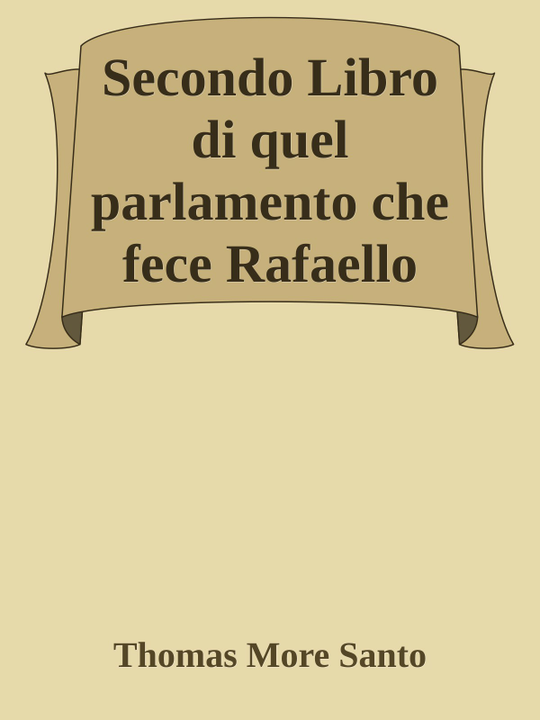 Secondo Libro
di quel
parlamento che
fece Rafaello
Thomas More Santo